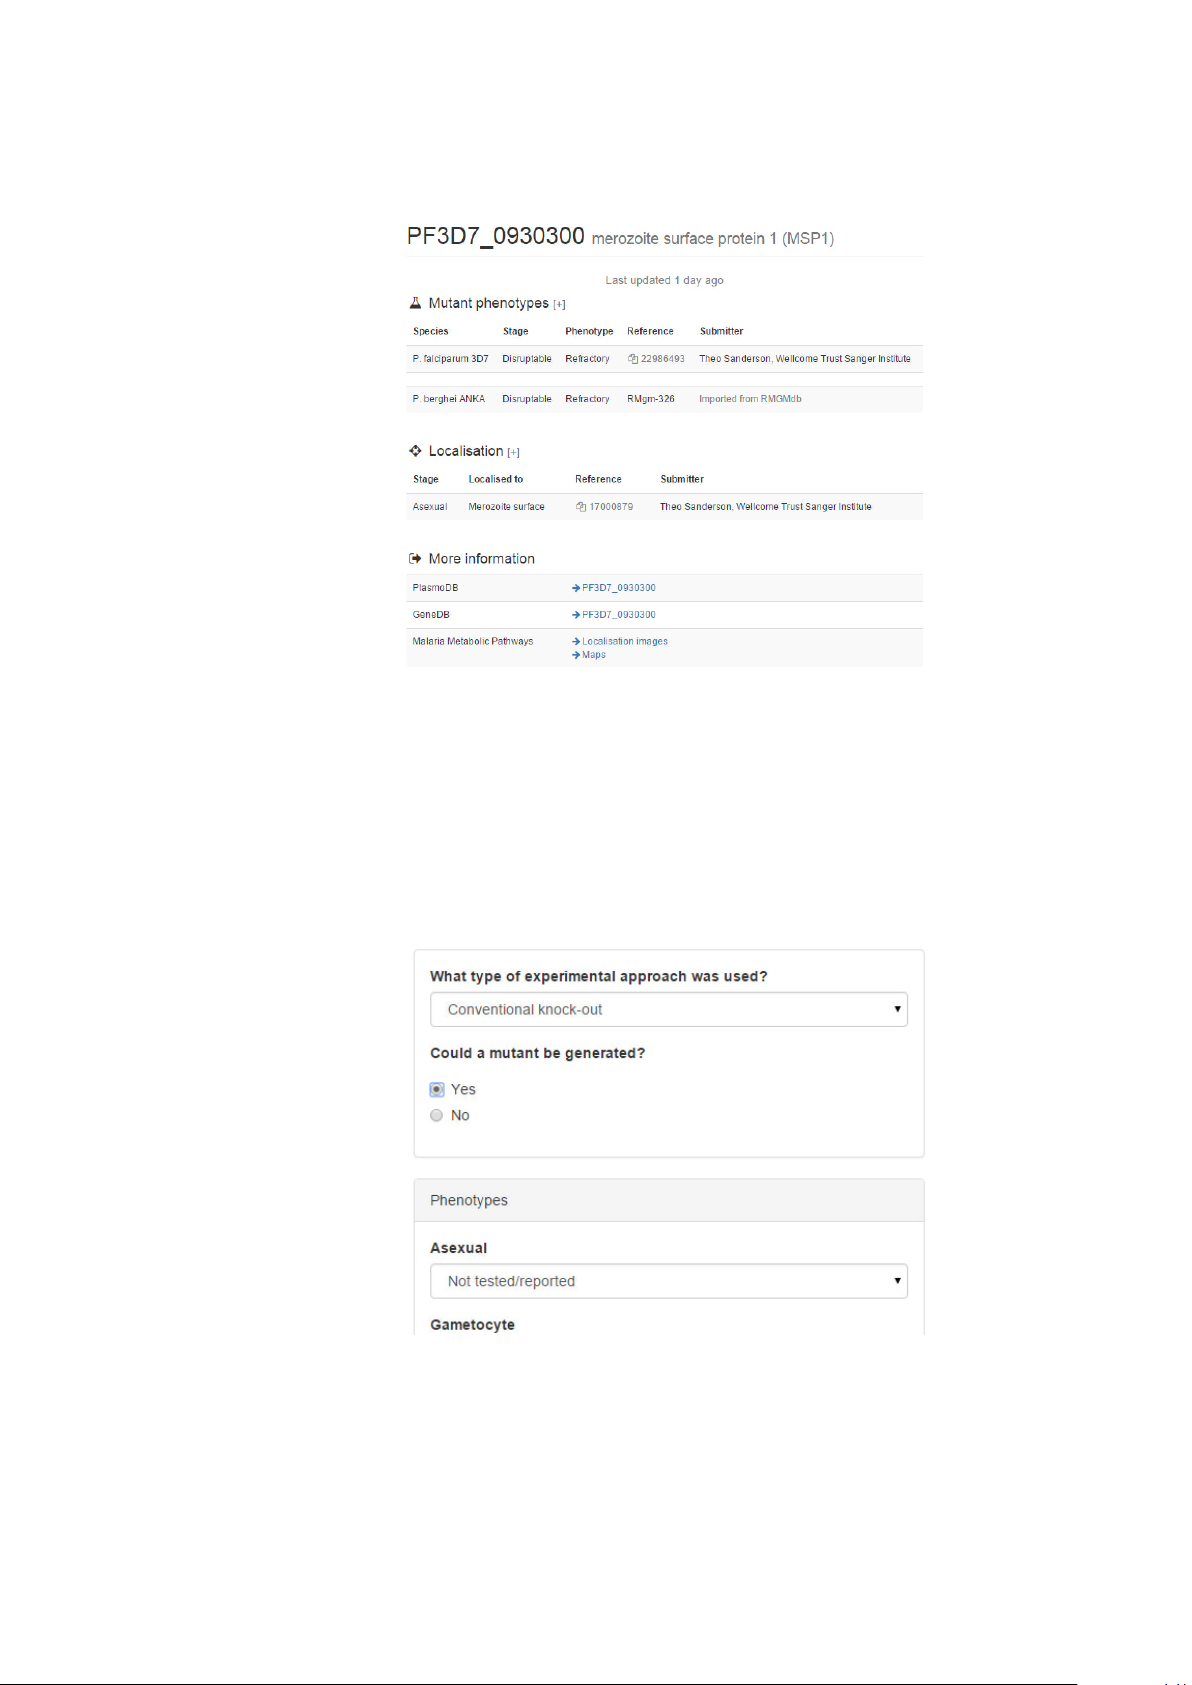 PF3D7_0930300 merozoite surface protein 1 (MSP1)
Last updated 1 day ago
Mutant phenotypes [+]
Species Stage Phenotype Reference Submitter
P. falciparum 3D7 Disruptable Refractory 22986493 Theo Sanderson, Wellcome Trust Sanger Institute
P. berghei ANKA Disruptable Refractory RMgm-326 Imported from RMGMdb
Localisation [+]
Stage Localised to Reference Submitter
Asexual Merozoite surface 17000879 Theo Sanderson, Wellcome Trust Sanger Institute
More information
PlasmoDB PF3D7_0930300
GeneDB PF3D7_0930300
Malaria Metabolic Pathways Localisation images
Maps
What type of experimental approach was used?
Conventional knock-out
Could a mutant be generated?
Yes
No
Phenotypes
Asexual
Not tested/reported
Gametocyte